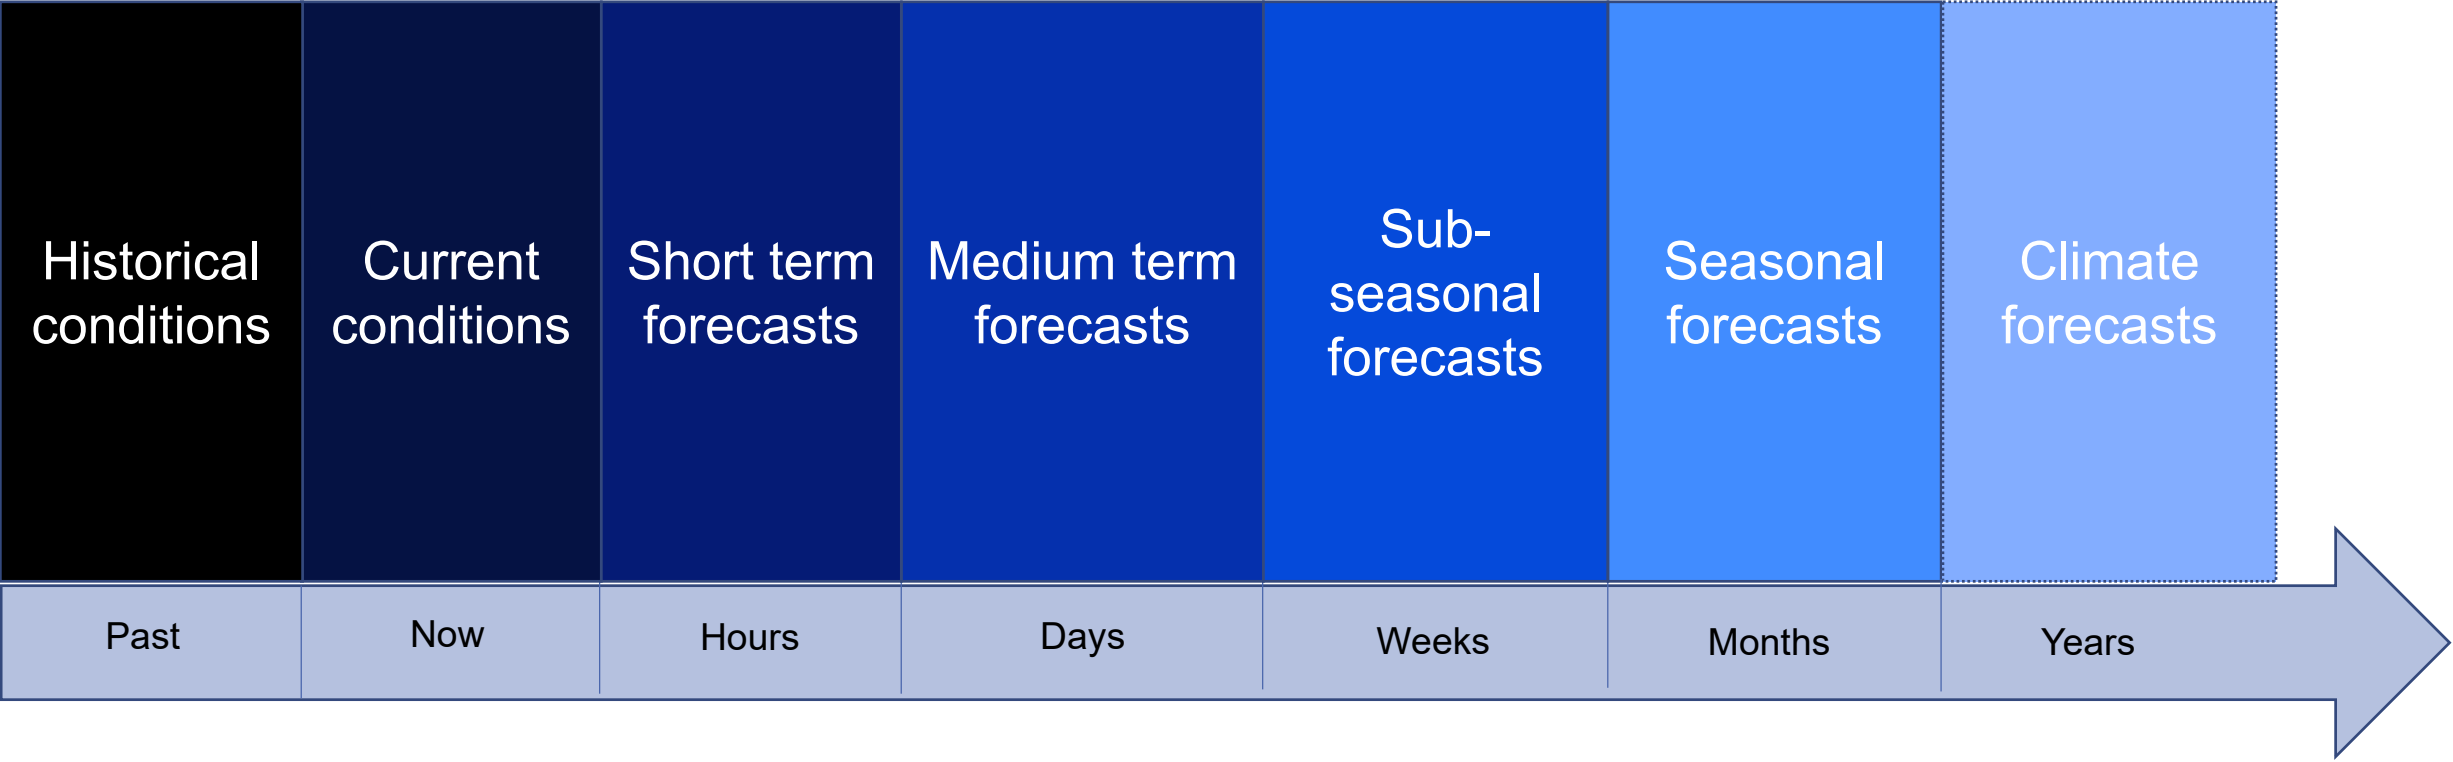 Historical
conditions
Current
conditions
Short term
forecasts
Medium term
forecasts
Sub-
seasonal
forecasts
Seasonal
forecasts
Climate
forecasts
Past
Now
Hours
Days
Weeks
Months
Years